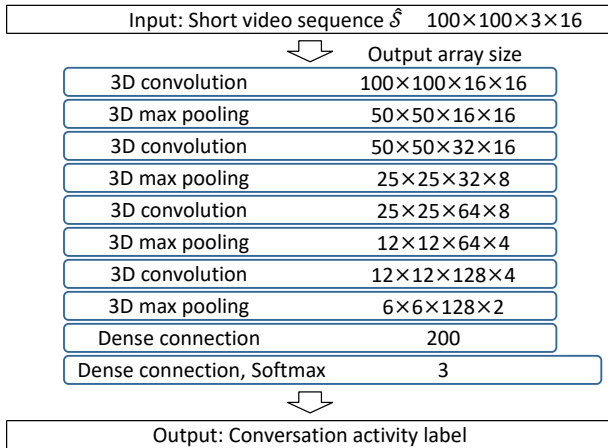 Input: Short video sequence 𝒮̂ 100×100×3×16
Output array size
3D convolution 100×100×16×16
3D max pooling 50×50×16×16
3D convolution 50×50×32×16
3D max pooling 25×25×32×8
3D convolution 25×25×64×8
3D max pooling 12×12×64×4
3D convolution 12×12×128×4
3D max pooling 6×6×128×2
Dense connection 200
Dense connection, Softmax 3
Output: Conversation activity label